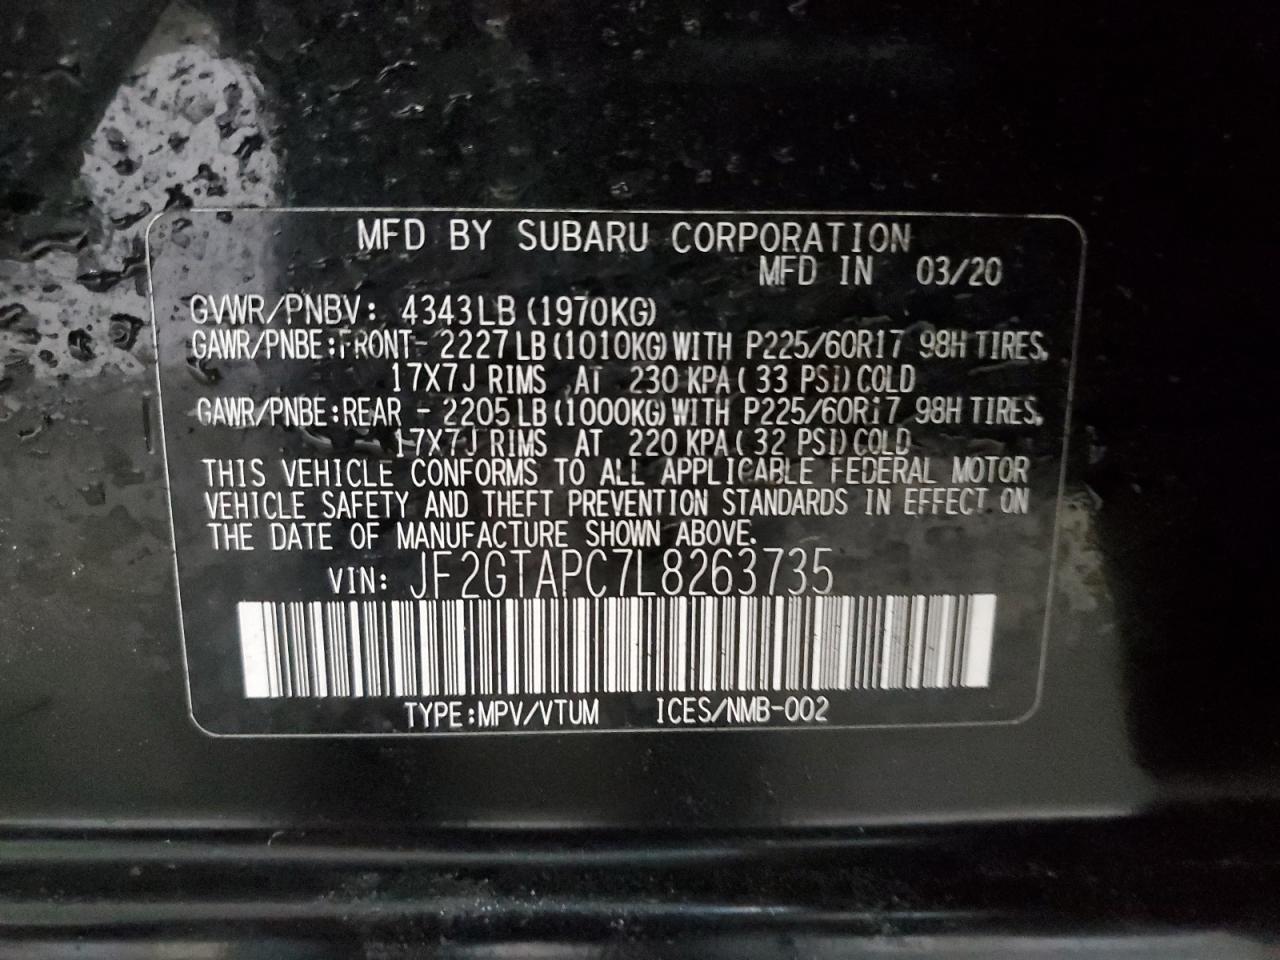 MFD BY SUBARU CORPORATION
MFD IN 03/20
GVWR/PNBV: 4343LB (1970KG)
GAWR/PNBE:FRONT- 2227LB(1010KG)WITH P225/60R17 98H TIRES,
17X7J RIMS AT 230 KPA(33 PSI)COLD
GAWR/PNBE:REAR - 2205LB(1000KG)WITH P225/60R17 98H TIRES,
17X7J RIMS AT 220 KPA(32 PSI)COLD
THIS VEHICLE CONFORMS TO ALL APPLICABLE FEDERAL MOTOR
VEHICLE SAFETY AND THEFT PREVENTION STANDARDS IN EFFECT ON
THE DATE OF MANUFACTURE SHOWN ABOVE.
VIN: JF2GTAPC7L8263735
TYPE:MPV/VTUM ICES/NMB-002